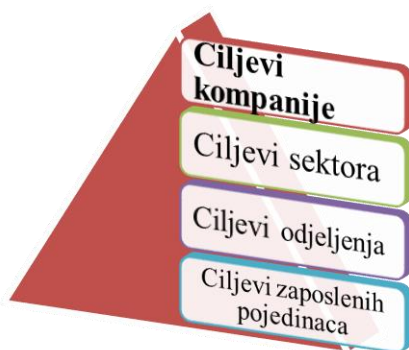 Ciljevi
kompanije
Ciljevi sektora
Ciljevi odjeljenja
Ciljevi zaposlenih
pojedinaca